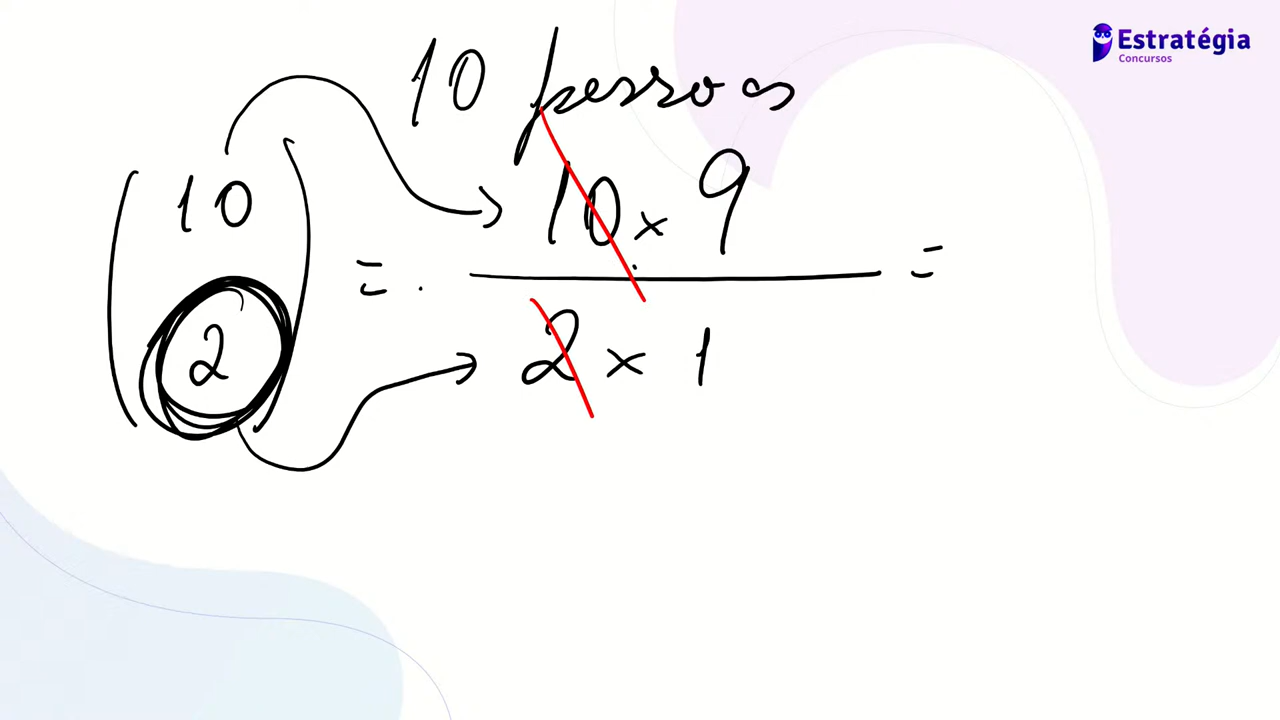 Estratégia
Concursos
10 pessoas
(10 2) = 10 × 9 / 2 × 1 =